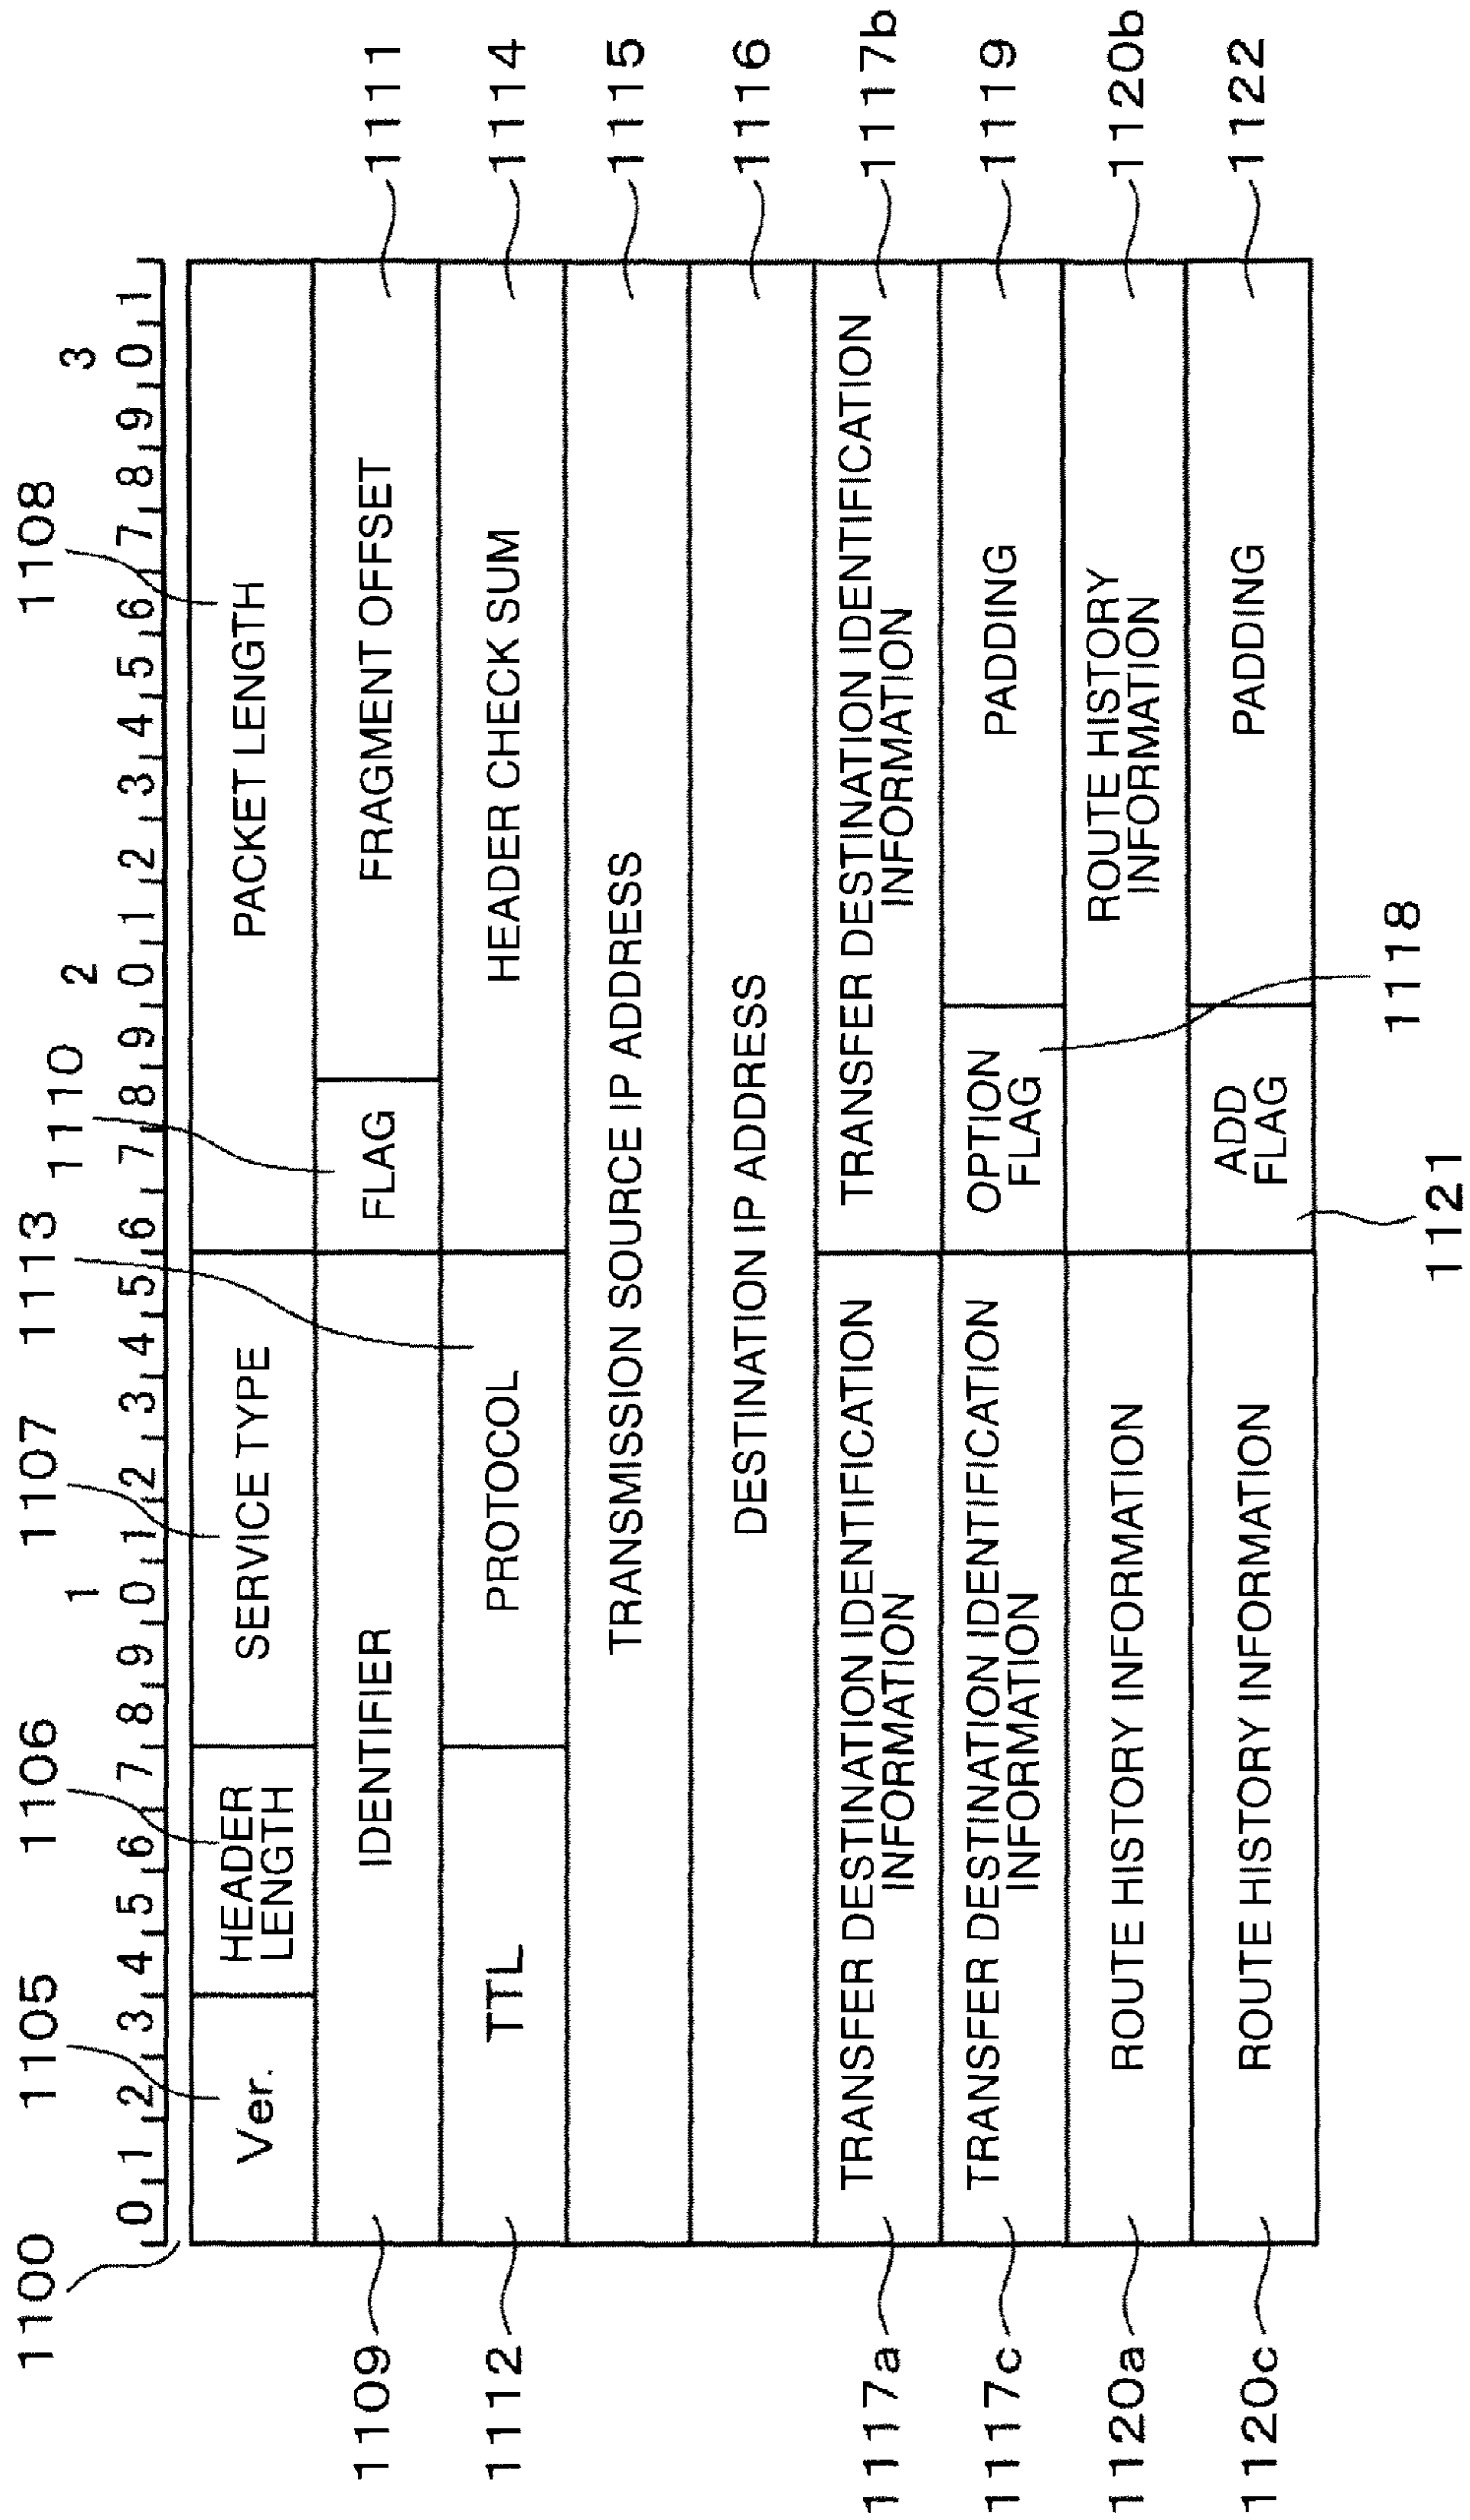 1100 1105 1106 1107 1113 1110 1108
1 2 3
0 1 2 3 4 5 6 7 8 9 0 1 2 3 4 5 6 7 8 9 0 1 2 3 4 5 6 7 8 9 0 1
Ver. HEADER LENGTH SERVICE TYPE PACKET LENGTH
1109 IDENTIFIER FLAG FRAGMENT OFFSET 1111
1112 TTL PROTOCOL HEADER CHECK SUM 1114
TRANSMISSION SOURCE IP ADDRESS 1115
DESTINATION IP ADDRESS 1116
1117a TRANSFER DESTINATION IDENTIFICATION INFORMATION TRANSFER DESTINATION IDENTIFICATION INFORMATION 1117b
1117c TRANSFER DESTINATION IDENTIFICATION INFORMATION OPTION FLAG PADDING 1119
1120a ROUTE HISTORY INFORMATION ROUTE HISTORY INFORMATION 1120b
1120c ROUTE HISTORY INFORMATION ADD FLAG PADDING 1122
1121 1118